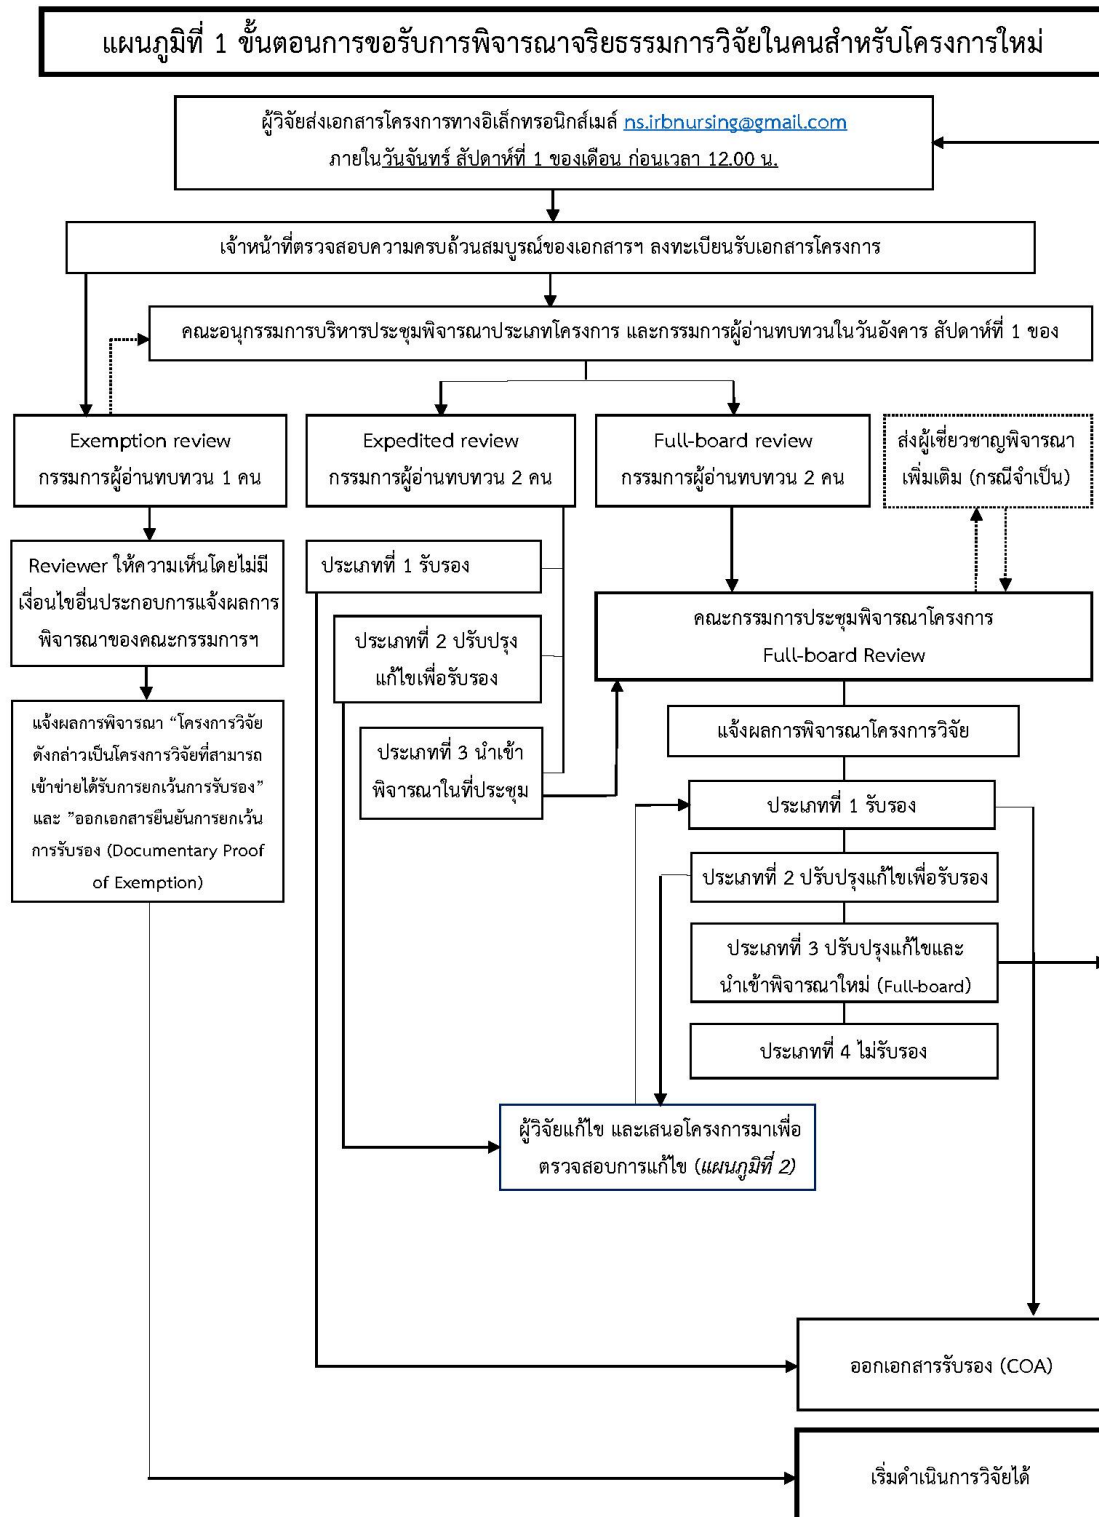 แผนภูมิที่ 1 ขั้นตอนการขอรับการพิจารณาจริยธรรมการวิจัยในคนสำหรับโครงการใหม่
ผู้วิจัยส่งเอกสารโครงการทางอิเล็กทรอนิกส์เมล์ ns.irbnursing@gmail.com
ภายในวันจันทร์ สัปดาห์ที่ 1 ของเดือน ก่อนเวลา 12.00 น.
เจ้าหน้าที่ตรวจสอบความครบถ้วนสมบูรณ์ของเอกสารฯ ลงทะเบียนรับเอกสารโครงการ
คณะอนุกรรมการบริหารประชุมพิจารณาประเภทโครงการ และกรรมการผู้อ่านทบทวนในวันอังคาร สัปดาห์ที่ 1 ของ
Exemption review
กรรมการผู้อ่านทบทวน 1 คน
Expedited review
กรรมการผู้อ่านทบทวน 2 คน
Full-board review
กรรมการผู้อ่านทบทวน 2 คน
ส่งผู้เชี่ยวชาญพิจารณา
เพิ่มเติม (กรณีจำเป็น)
Reviewer ให้ความเห็นโดยไม่มี
เงื่อนไขอื่นประกอบการแจ้งผลการ
พิจารณาของคณะกรรมการฯ
ประเภทที่ 1 รับรอง
ประเภทที่ 2 ปรับปรุง
แก้ไขเพื่อรับรอง
ประเภทที่ 3 นำเข้า
พิจารณาในที่ประชุม
คณะกรรมการประชุมพิจารณาโครงการ
Full-board Review
แจ้งผลการพิจารณา “โครงการวิจัย
ดังกล่าวเป็นโครงการวิจัยที่สามารถ
เข้าข่ายได้รับการยกเว้นการรับรอง”
และ ”ออกเอกสารยืนยันการยกเว้น
การรับรอง (Documentary Proof
of Exemption)
แจ้งผลการพิจารณาโครงการวิจัย
ประเภทที่ 1 รับรอง
ประเภทที่ 2 ปรับปรุงแก้ไขเพื่อรับรอง
ประเภทที่ 3 ปรับปรุงแก้ไขและ
นำเข้าพิจารณาใหม่ (Full-board)
ประเภทที่ 4 ไม่รับรอง
ผู้วิจัยแก้ไข และเสนอโครงการมาเพื่อ
ตรวจสอบการแก้ไข (แผนภูมิที่ 2)
ออกเอกสารรับรอง (COA)
เริ่มดำเนินการวิจัยได้